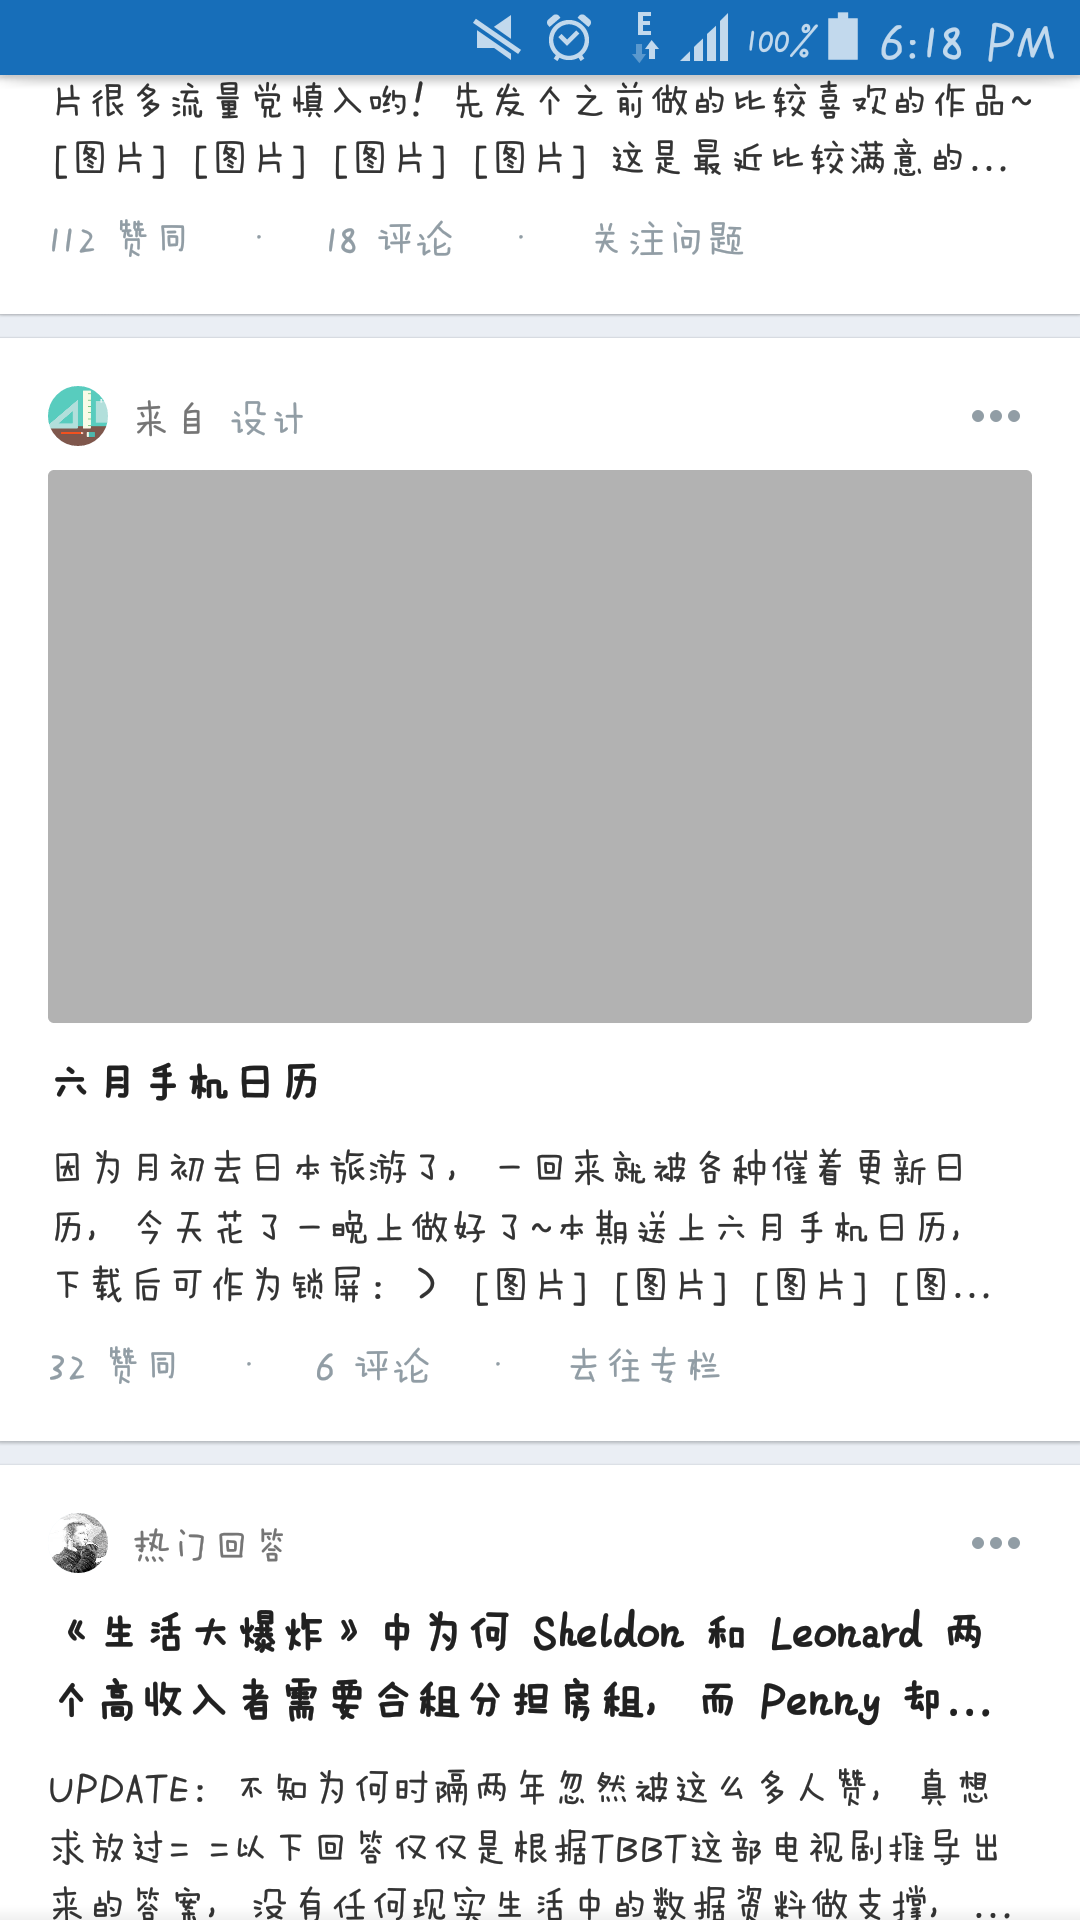 E 100% 6:18 PM
片很多流量党慎入哟！先发个之前做的比较喜欢的作品~
[图片] [图片] [图片] [图片] 这是最近比较满意的...
112 赞同 · 18 评论 · 关注问题
来自 设计
六月手机日历
因为月初去日本旅游了，一回来就被各种催着更新日
历，今天花了一晚上做好了~本期送上六月手机日历，
下载后可作为锁屏：） [图片] [图片] [图片] [图...
32 赞同 · 6 评论 · 去往专栏
热门回答
《生活大爆炸》中为何 Sheldon 和 Leonard 两
个高收入者需要合租分担房租，而 Penny 却...
UPDATE：不知为何时隔两年忽然被这么多人赞，真想
求放过= =以下回答仅仅是根据TBBT这部电视剧推导出
来的答案，没有任何现实生活中的数据资料做支撑，...